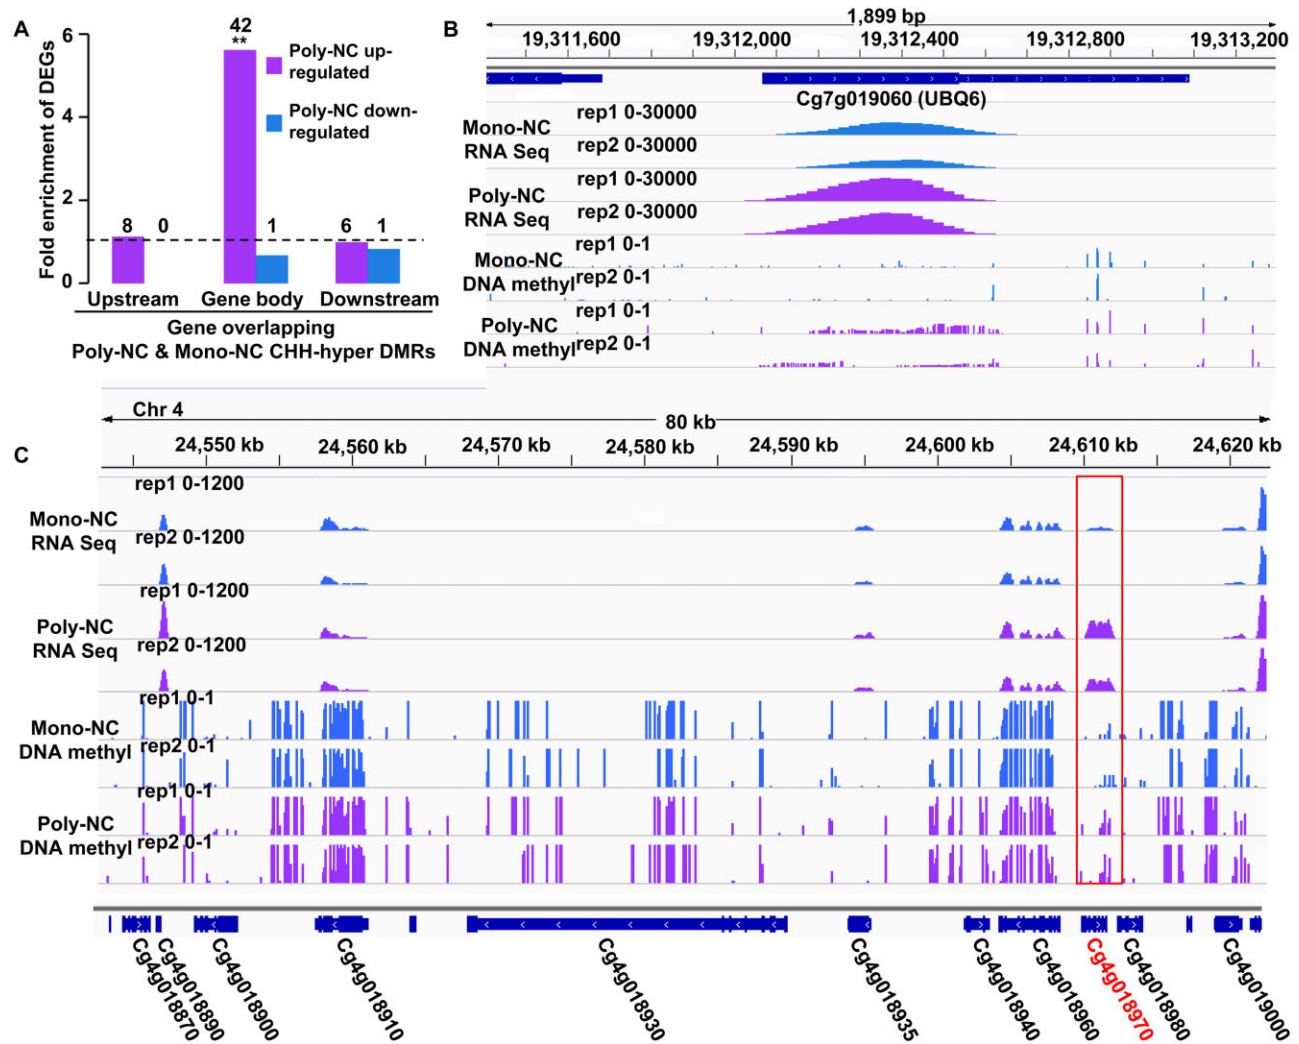 A
42
**
6
4
2
0
Fold enrichment of DEGs
Poly-NC up-
regulated
Poly-NC down-
regulated
8
0
1
6
1
Upstream
Gene body
Downstream
Gene overlapping
Poly-NC & Mono-NC CHH-hyper DMRs
B
1,899 bp
19,311,600
19,312,000
19,312,400
19,312,800
19,313,200
Cg7g019060 (UBQ6)
Mono-NC
RNA Seq
rep1 0-30000
rep2 0-30000
Poly-NC
RNA Seq
rep1 0-30000
rep2 0-30000
Mono-NC
DNA methyl
rep1 0-1
rep2 0-1
Poly-NC
DNA methyl
rep1 0-1
rep2 0-1
C
Chr 4
80 kb
24,550 kb
24,560 kb
24,570 kb
24,580 kb
24,590 kb
24,600 kb
24,610 kb
24,620 kb
Mono-NC
RNA Seq
rep1 0-1200
rep2 0-1200
Poly-NC
RNA Seq
rep1 0-1200
rep2 0-1200
Mono-NC
DNA methyl
rep1 0-1
rep2 0-1
Poly-NC
DNA methyl
rep1 0-1
rep2 0-1
Cg4g018870
Cg4g018890
Cg4g018900
Cg4g018910
Cg4g018930
Cg4g018935
Cg4g018940
Cg4g018960
Cg4g018970
Cg4g018980
Cg4g019000